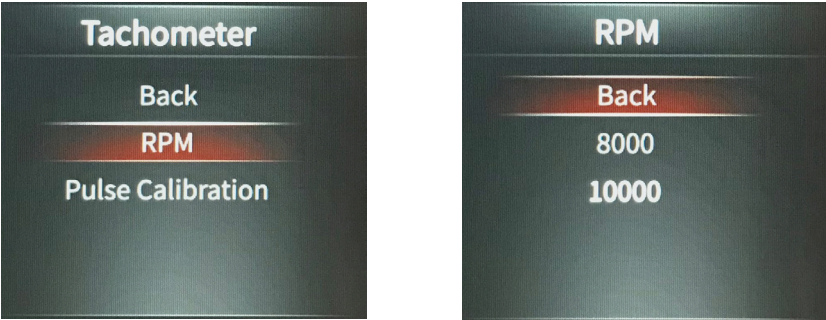 Tachometer
Back
RPM
Pulse Calibration
RPM
Back
8000
10000